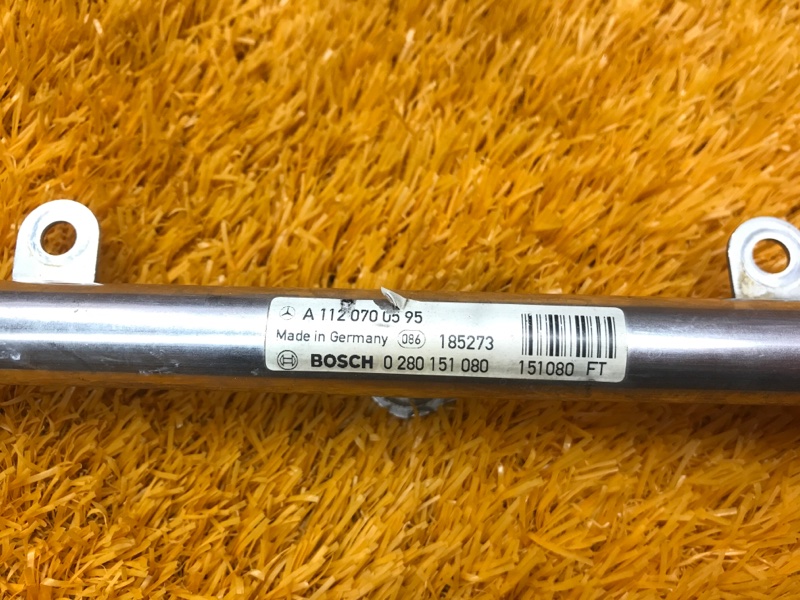 A 112 070 05 95
Made in Germany 086 185273
BOSCH 0 280 151 080 151080 FT